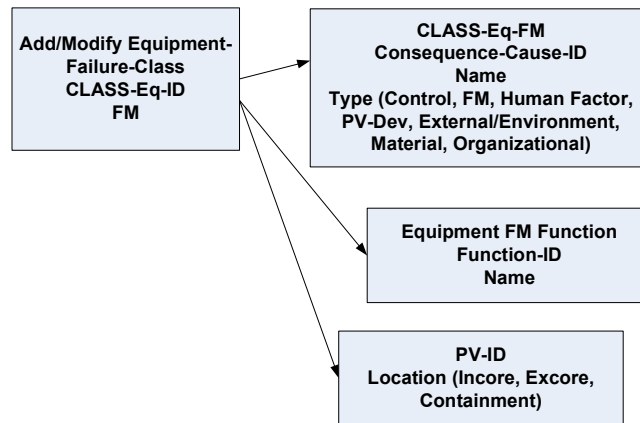 Add/Modify Equipment-
Failure-Class
CLASS-Eq-ID
FM
CLASS-Eq-FM
Consequence-Cause-ID
Name
Type (Control, FM, Human Factor,
PV-Dev, External/Environment,
Material, Organizational)
Equipment FM Function
Function-ID
Name
PV-ID
Location (Incore, Excore,
Containment)